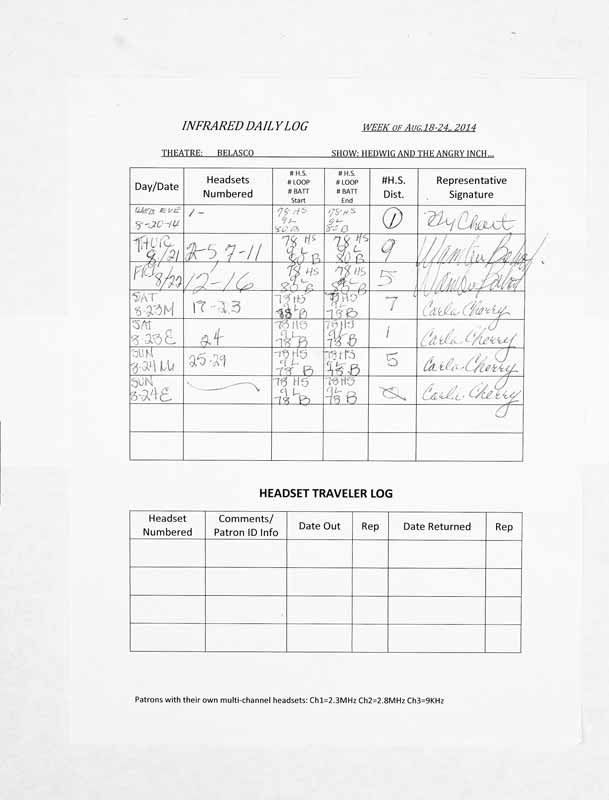 INFRARED DAILY LOG WEEK OF AUG.18-24, 2014
THEATRE: BELASCO SHOW: HEDWIG AND THE ANGRY INCH...
Day/Date Headsets Numbered # H.S. # LOOP # BATT Start # H.S. # LOOP # BATT End #H.S. Dist. Representative Signature
WED EVE 8-20-14 1- 78 HS 9L 80 B 78 HS 9L 80 B 1
THUR 8/21 2-5, 7-11 78 HS 9L 80 B 78 HS 9L 80 B 9
FRI 8/22 12-16 78 HS 9L 80 B 78 HS 9L 80 B 5
SAT 8-23M 17-23 78 HS 9L B 78 HS 9L 78 B 7 Carla Cherry
SAT 8-23E 24 78 HS 9L 78 B 78 HS 9L 78 B 1 Carla Cherry
SUN 8-24M 25-29 78 HS 9L 78 B 78 HS 9L 78 B 5 Carla Cherry
SUN 8-24E 78 HS 9L 78 B 78 HS 9L 78 B 0 Carla Cherry
HEADSET TRAVELER LOG
Headset Numbered Comments/ Patron ID Info Date Out Rep Date Returned Rep
Patrons with their own multi-channel headsets: Ch1=2.3MHz Ch2=2.8MHz Ch3=9KHz